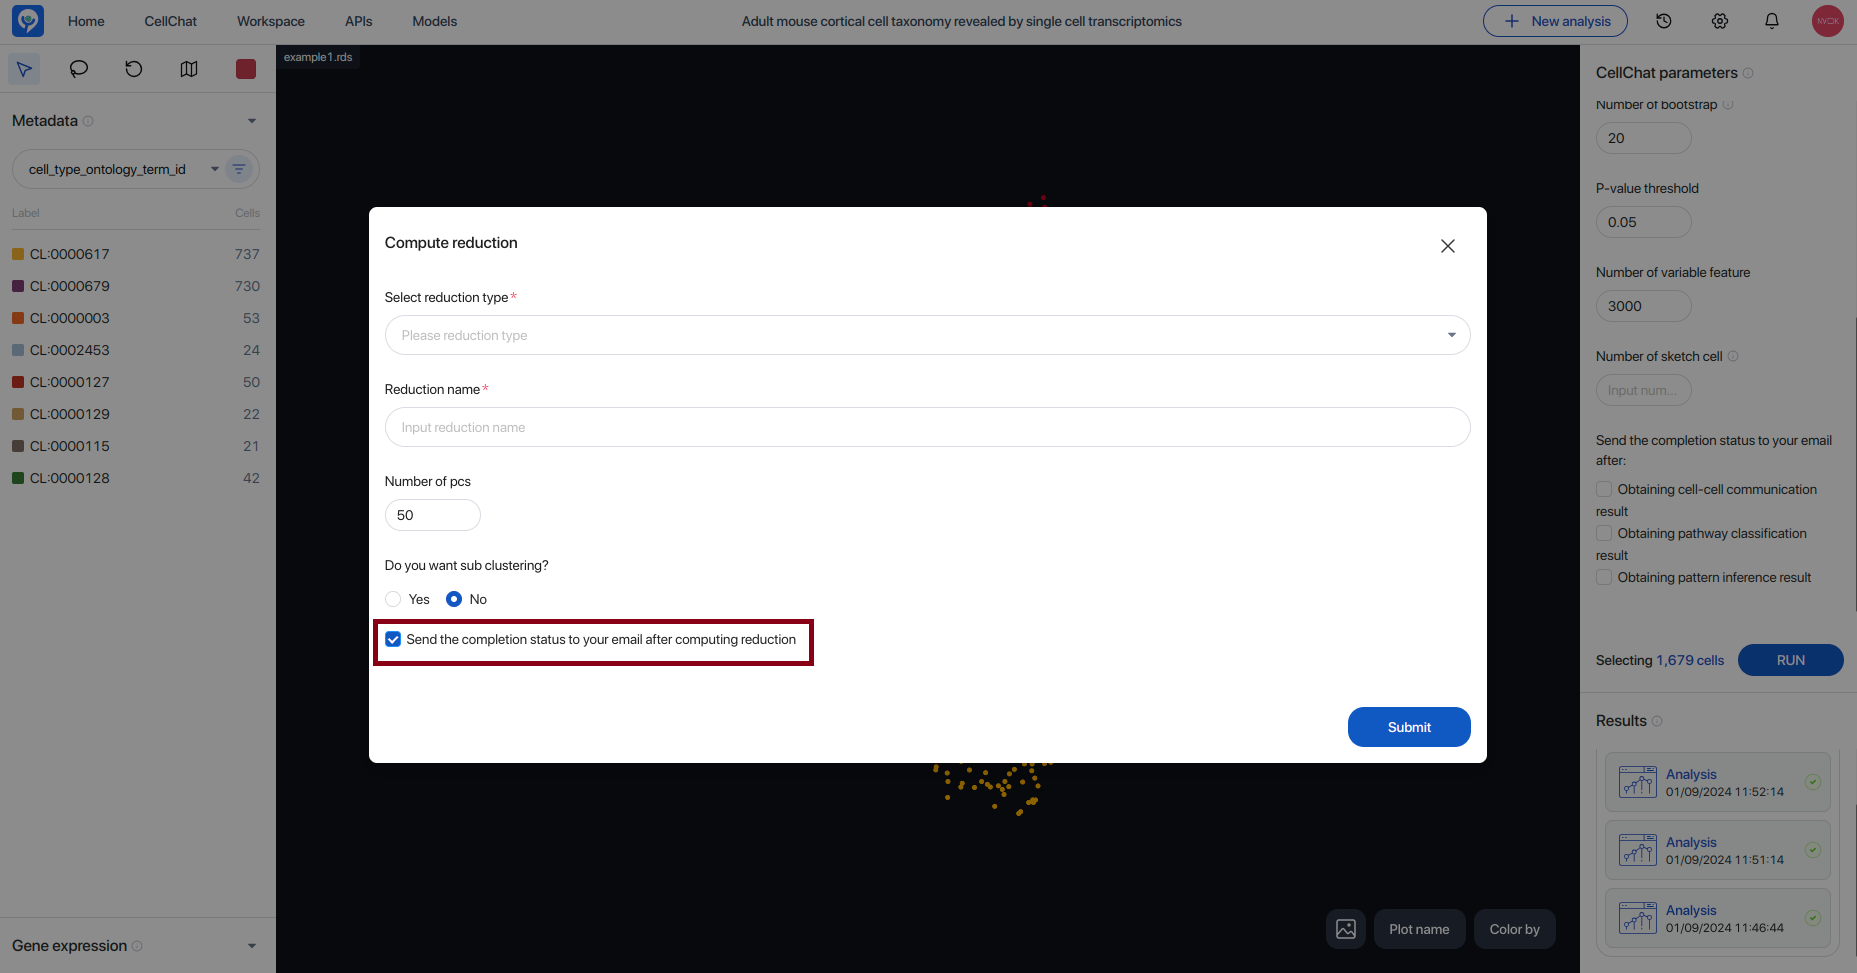 Home
CellChat
Workspace
APIs
Models
Adult mouse cortical cell taxonomy revealed by single cell transcriptomics
New analysis
example1.rds
Metadata
cell_type_ontology_term_id
Label
Cells
CL:0000617
737
CL:0000679
730
CL:0000003
53
CL:0002453
24
CL:0000127
50
CL:0000129
22
CL:0000115
21
CL:0000128
42
Gene expression
Compute reduction
Select reduction type*
Please reduction type
Reduction name*
Input reduction name
Number of pcs
50
Do you want sub clustering?
Yes
No
Send the completion status to your email after computing reduction
Submit
Plot name
Color by
CellChat parameters
Number of bootstrap
20
P-value threshold
0.05
Number of variable feature
3000
Number of sketch cell
Input num...
Send the completion status to your email
after:
Obtaining cell-cell communication
result
Obtaining pathway classification
result
Obtaining pattern inference result
Selecting 1,679 cells
RUN
Results
Analysis
01/09/2024 11:52:14
Analysis
01/09/2024 11:51:14
Analysis
01/09/2024 11:46:44